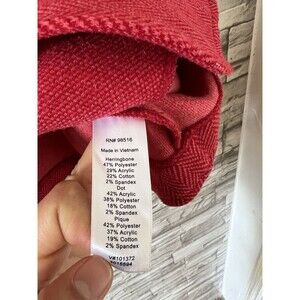 RN# 98516
Made in Vietnam
Herringbone
47% Polyester
29% Acrylic
22% Cotton
2% Spandex
Dot
42% Acrylic
38% Polyester
18% Cotton
2% Spandex
Pique
42% Polyester
37% Acrylic
19% Cotton
2% Spandex
V#101372